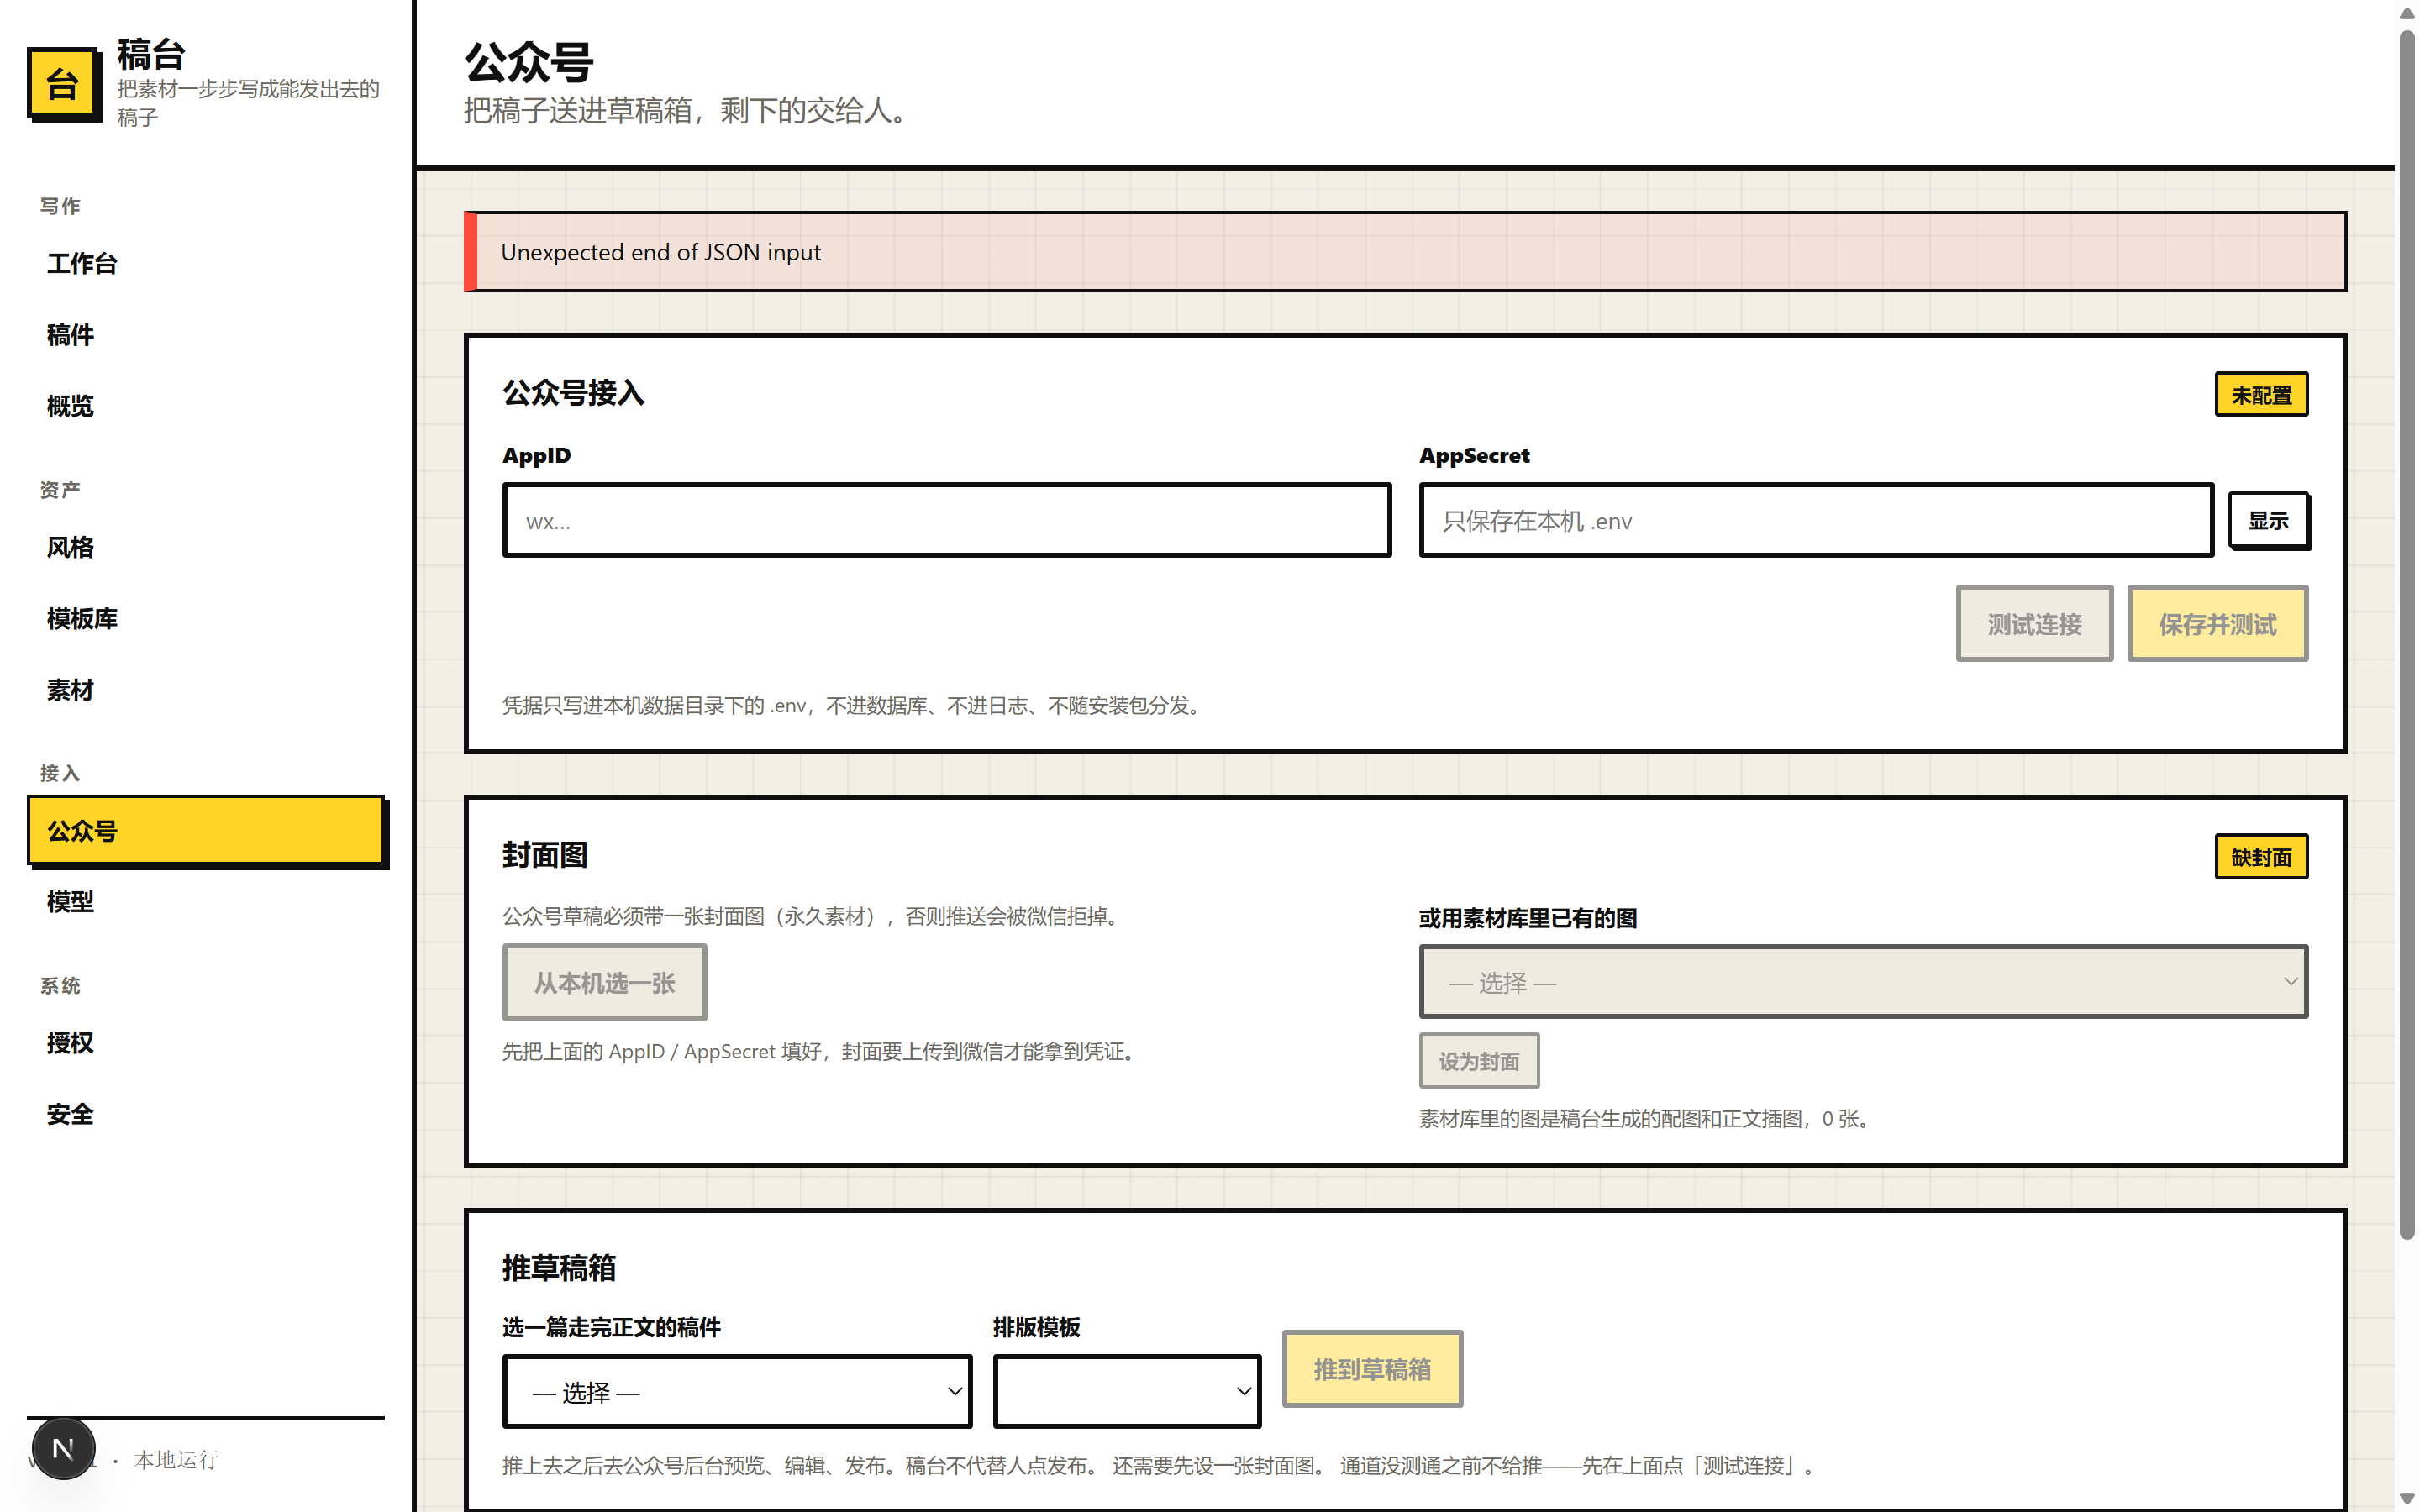 台
稿台
把素材一步步写成能发出去的
稿子
写作
工作台
稿件
概览
资产
风格
模板库
素材
接入
公众号
模型
系统
授权
安全
N
· 本地运行
公众号
把稿子送进草稿箱，剩下的交给人。
Unexpected end of JSON input
公众号接入
未配置
AppID
AppSecret
wx...
只保存在本机 .env
显示
测试连接
保存并测试
凭据只写进本机数据目录下的 .env，不进数据库、不进日志、不随安装包分发。
封面图
缺封面
公众号草稿必须带一张封面图（永久素材），否则推送会被微信拒掉。
从本机选一张
先把上面的 AppID / AppSecret 填好，封面要上传到微信才能拿到凭证。
或用素材库里已有的图
— 选择 —
设为封面
素材库里的图是稿台生成的配图和正文插图，0 张。
推草稿箱
选一篇走完正文的稿件
排版模板
— 选择 —
推到草稿箱
推上去之后去公众号后台预览、编辑、发布。稿台不代替人点发布。 还需要先设一张封面图。 通道没测通之前不给推——先在上面点「测试连接」。